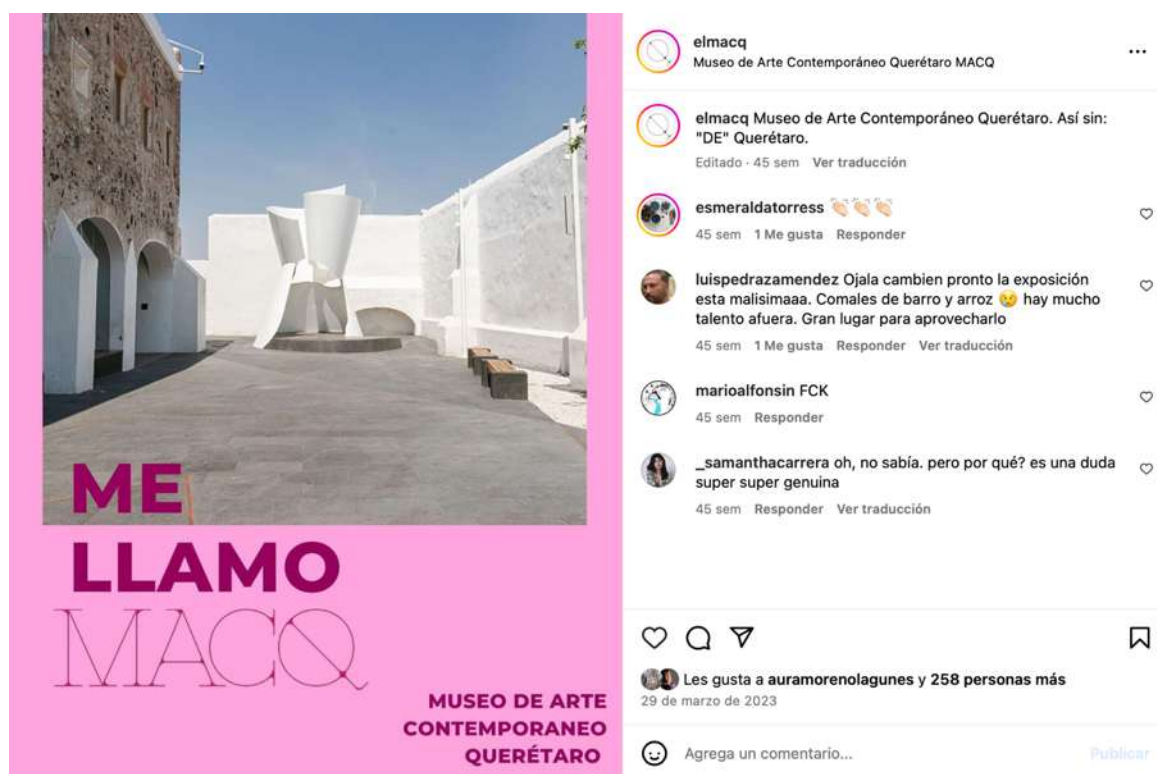 ME
LLAMO
MACQ
MUSEO DE ARTE
CONTEMPORANEO
QUERÉTARO
elmacq
Museo de Arte Contemporáneo Querétaro MACQ
elmacq Museo de Arte Contemporáneo Querétaro. Así sin:
"DE" Querétaro.
Editado · 45 sem Ver traducción
esmeraldatorress 👏🏻👏🏻👏🏻
45 sem 1 Me gusta Responder
luispedrazamendez Ojala cambien pronto la exposición
esta malisimaaa. Comales de barro y arroz 😢 hay mucho
talento afuera. Gran lugar para aprovecharlo
45 sem 1 Me gusta Responder Ver traducción
marioalfonsin FCK
45 sem Responder
_samanthacarrera oh, no sabía. pero por qué? es una duda
super super genuina
45 sem Responder Ver traducción
Les gusta a auramorenolagunes y 258 personas más
29 de marzo de 2023
Agrega un comentario...
Publicar